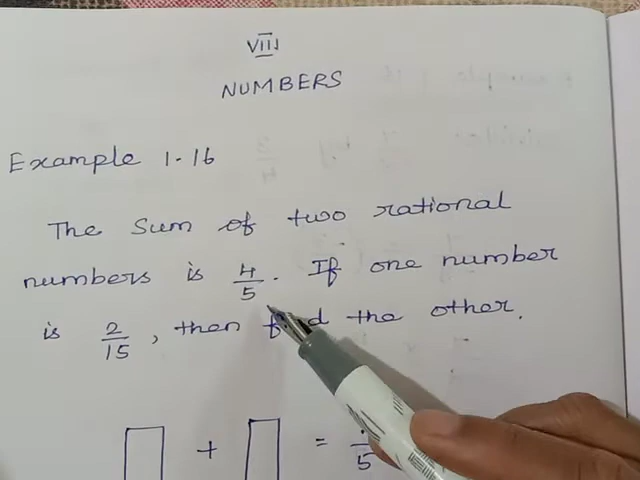 VIII
NUMBERS
Example 1.16
The Sum of two rational
numbers is 4/5. If one number
is 2/15, then find the other.
+ = /5